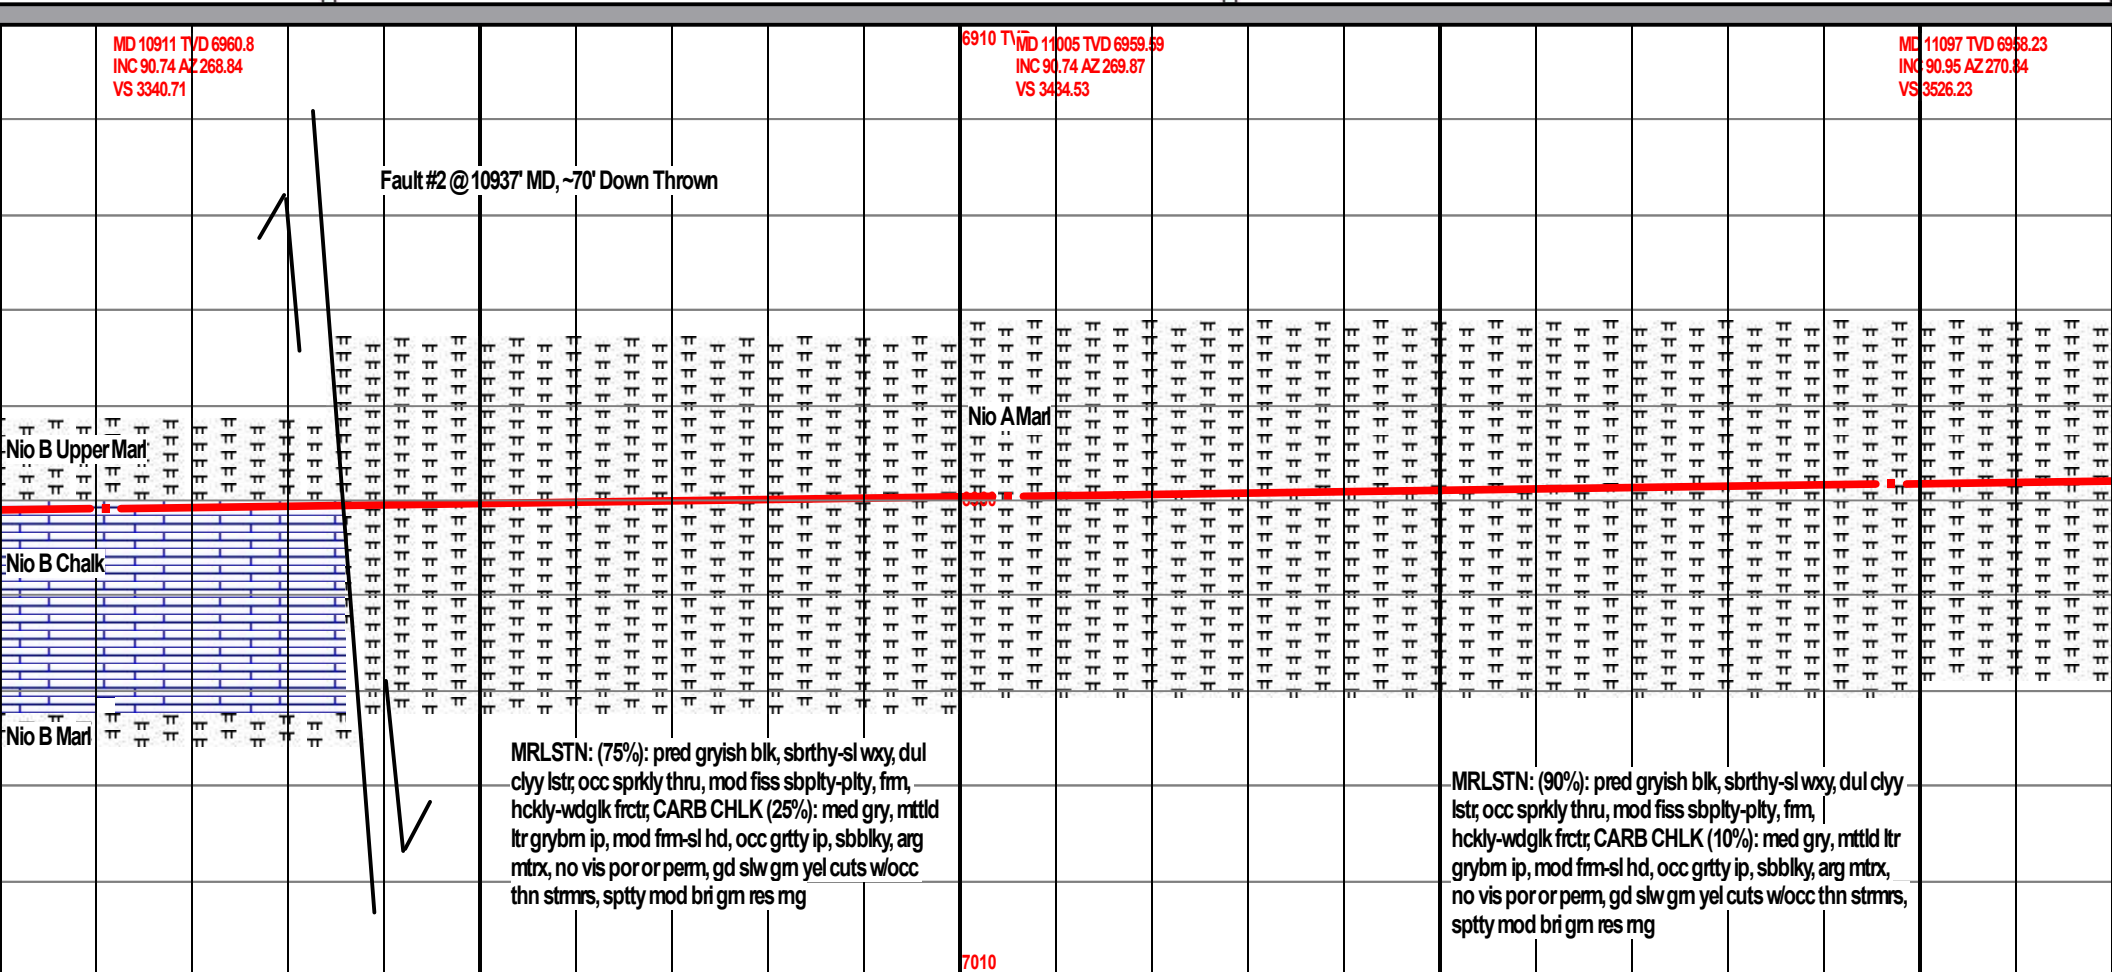 MD 10911 TVD 6960.8
INC 90.74 AZ 268.84
VS 3340.71
6910 TVD
MD 11005 TVD 6959.59
INC 90.74 AZ 269.87
VS 3434.53
MD 11097 TVD 6958.23
INC 90.95 AZ 270.84
VS 3526.23
Fault #2 @ 10937' MD, ~70' Down Thrown
Nio A Marl
Nio B Upper Marl
6960
Nio B Chalk
Nio B Marl
MRLSTN: (75%): pred gryish blk, sbrthy-sl wxy, dul
clyy lstr, occ sprkly thru, mod fiss sbplty-plty, frm,
hckly-wdglk frctr, CARB CHLK (25%): med gry, mttld
ltr grybrn ip, mod frm-sl hd, occ grtty ip, sbblky, arg
mtrx, no vis por or perm, gd slw grn yel cuts w/occ
thn strmrs, sptty mod bri grn res rng
MRLSTN: (90%): pred gryish blk, sbrthy-sl wxy, dul clyy
lstr, occ sprkly thru, mod fiss sbplty-plty, frm,
hckly-wdglk frctr, CARB CHLK (10%): med gry, mttld ltr
grybrn ip, mod frm-sl hd, occ grtty ip, sbblky, arg mtrx,
no vis por or perm, gd slw grn yel cuts w/occ thn strmrs,
sptty mod bri grn res rng
7010